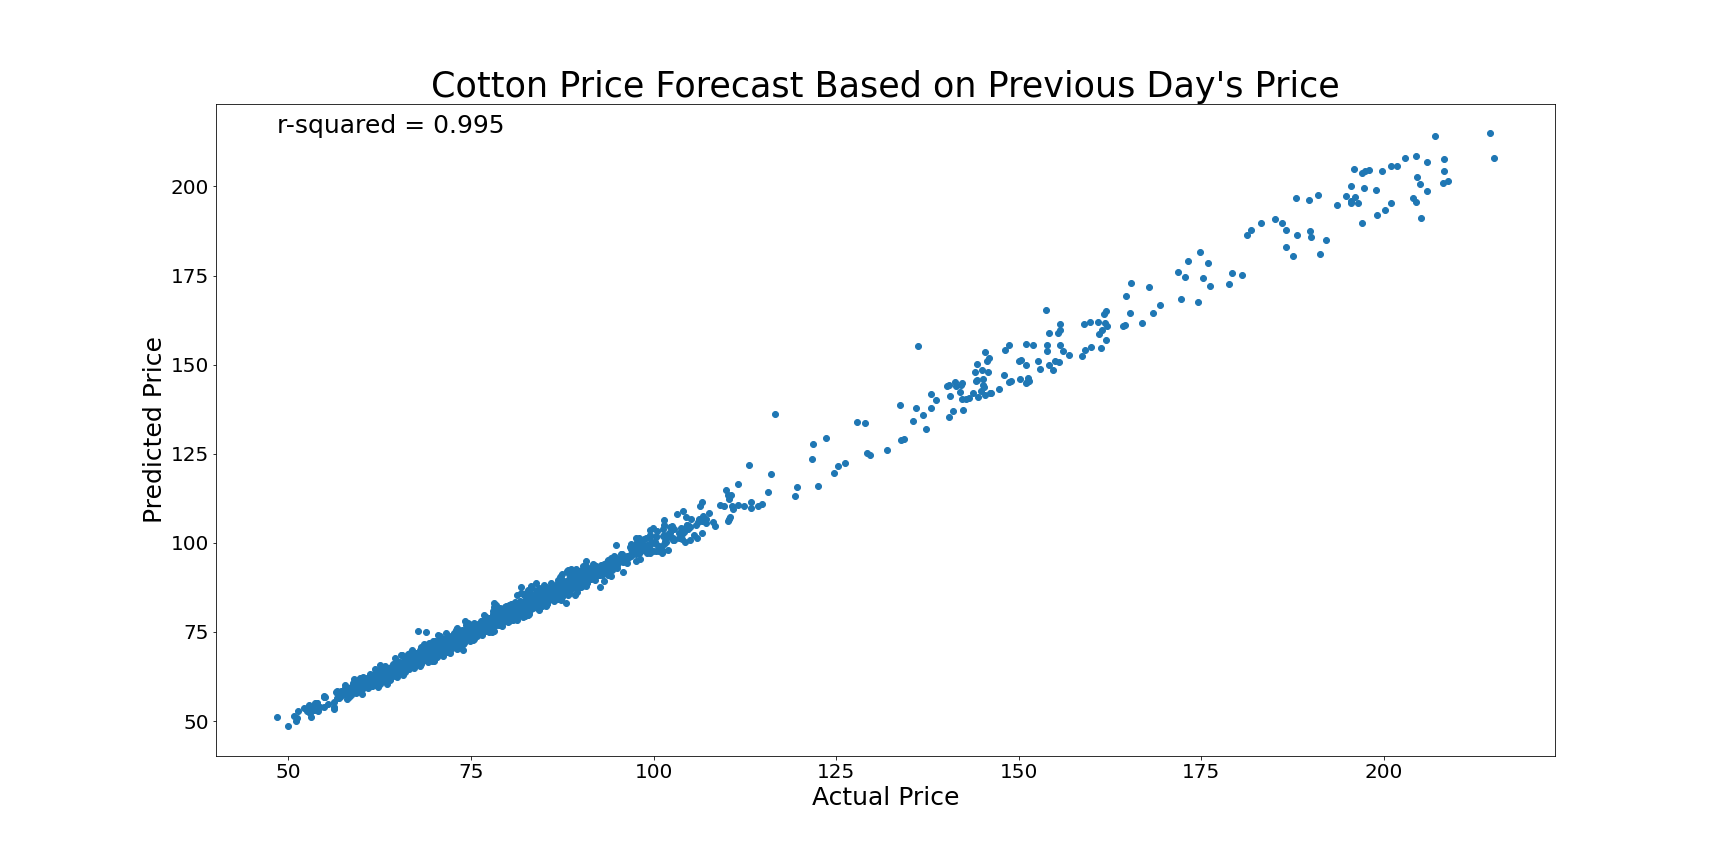 Cotton Price Forecast Based on Previous Day's Price
r-squared = 0.995
Predicted Price
200
175
150
125
100
75
50
50 75 100 125 150 175 200
Actual Price